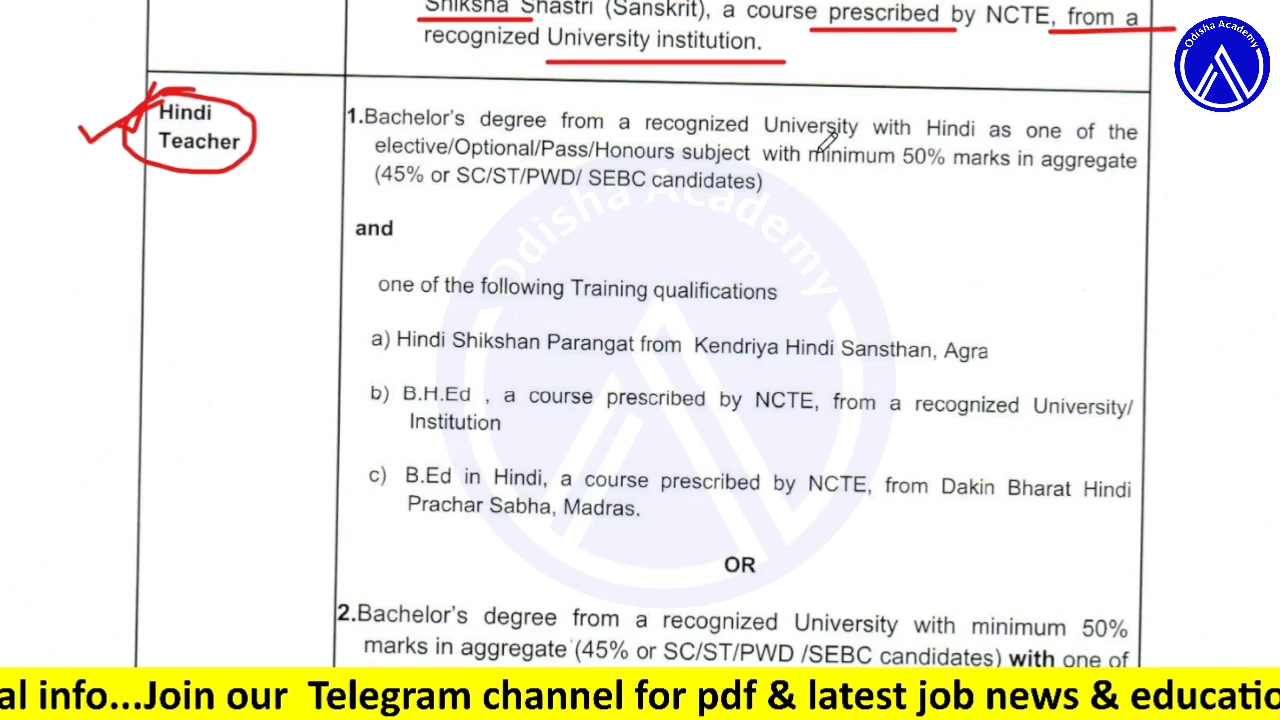 Shiksha Shastri (Sanskrit), a course prescribed by NCTE, from a
recognized University institution.
Odisha Academy
Hindi
Teacher
1.Bachelor's degree from a recognized University with Hindi as one of the
elective/Optional/Pass/Honours subject with minimum 50% marks in aggregate
(45% or SC/ST/PWD/ SEBC candidates)
and
one of the following Training qualifications
a) Hindi Shikshan Parangat from Kendriya Hindi Sansthan, Agra
b) B.H.Ed , a course prescribed by NCTE, from a recognized University/
Institution
c) B.Ed in Hindi, a course prescribed by NCTE, from Dakin Bharat Hindi
Prachar Sabha, Madras.
OR
2.Bachelor's degree from a recognized University with minimum 50%
marks in aggregate (45% or SC/ST/PWD /SEBC candidates) with one of
Odisha Academy
al info...Join our Telegram channel for pdf & latest job news & educatio